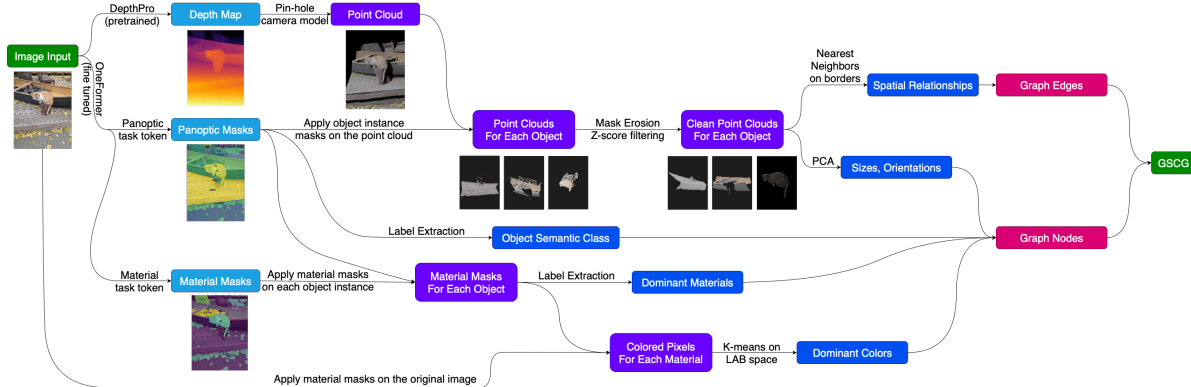 DepthPro
(pretrained)
Depth Map
Pin-hole
camera model
Point Cloud
Image Input
OneFormer
(fine tuned)
Nearest
Neighbors
on borders
Spatial Relationships
Graph Edges
Panoptic
task token
Panoptic Masks
Apply object instance
masks on the point cloud
Point Clouds
For Each Object
Mask Erosion
Z-score filtering
Clean Point Clouds
For Each Object
PCA
Sizes, Orientations
GSCG
Label Extraction
Object Semantic Class
Graph Nodes
Material
task token
Material Masks
Apply material masks
on each object instance
Material Masks
For Each Object
Label Extraction
Dominant Materials
Colored Pixels
For Each Material
K-means on
LAB space
Dominant Colors
Apply material masks on the original image